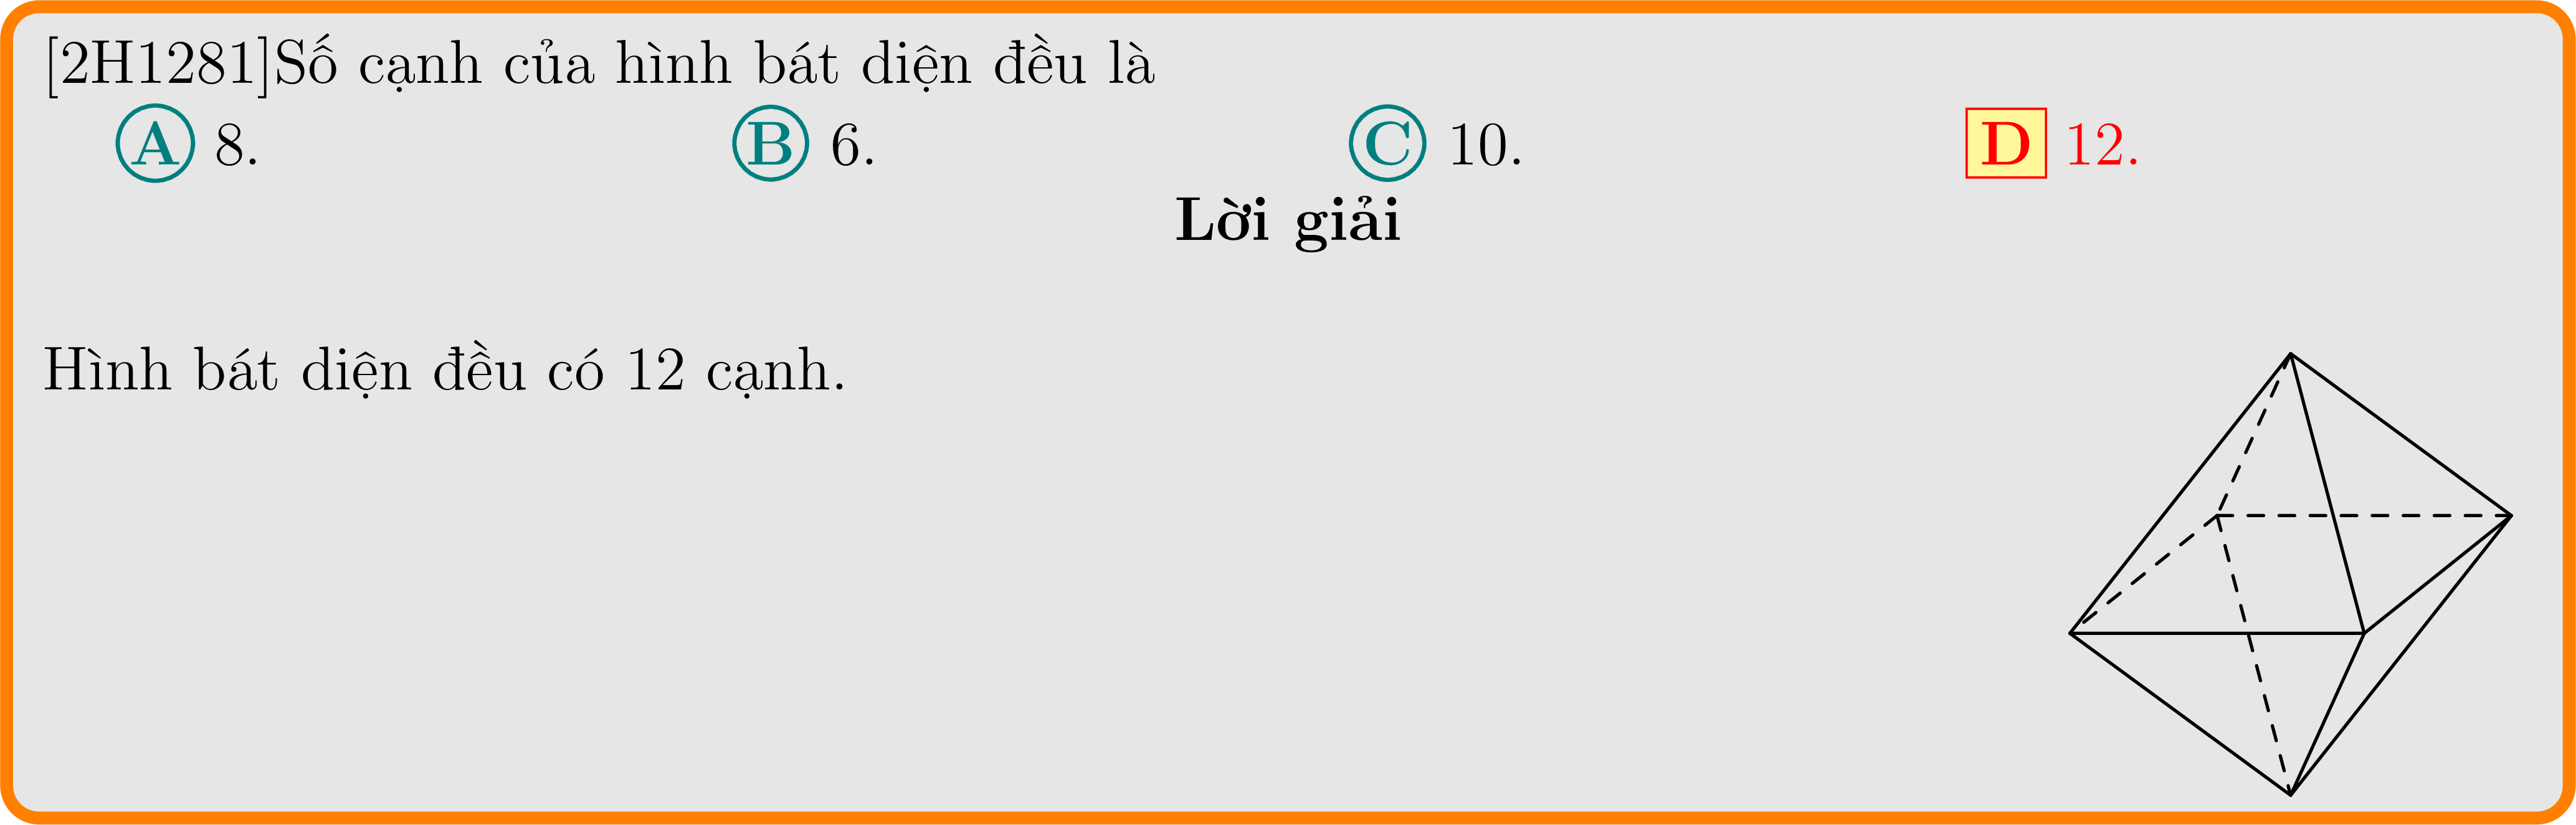 [2H1281]Số cạnh của hình bát diện đều là
A 8. B 6. C 10. D 12.
Lời giải
Hình bát diện đều có 12 cạnh.